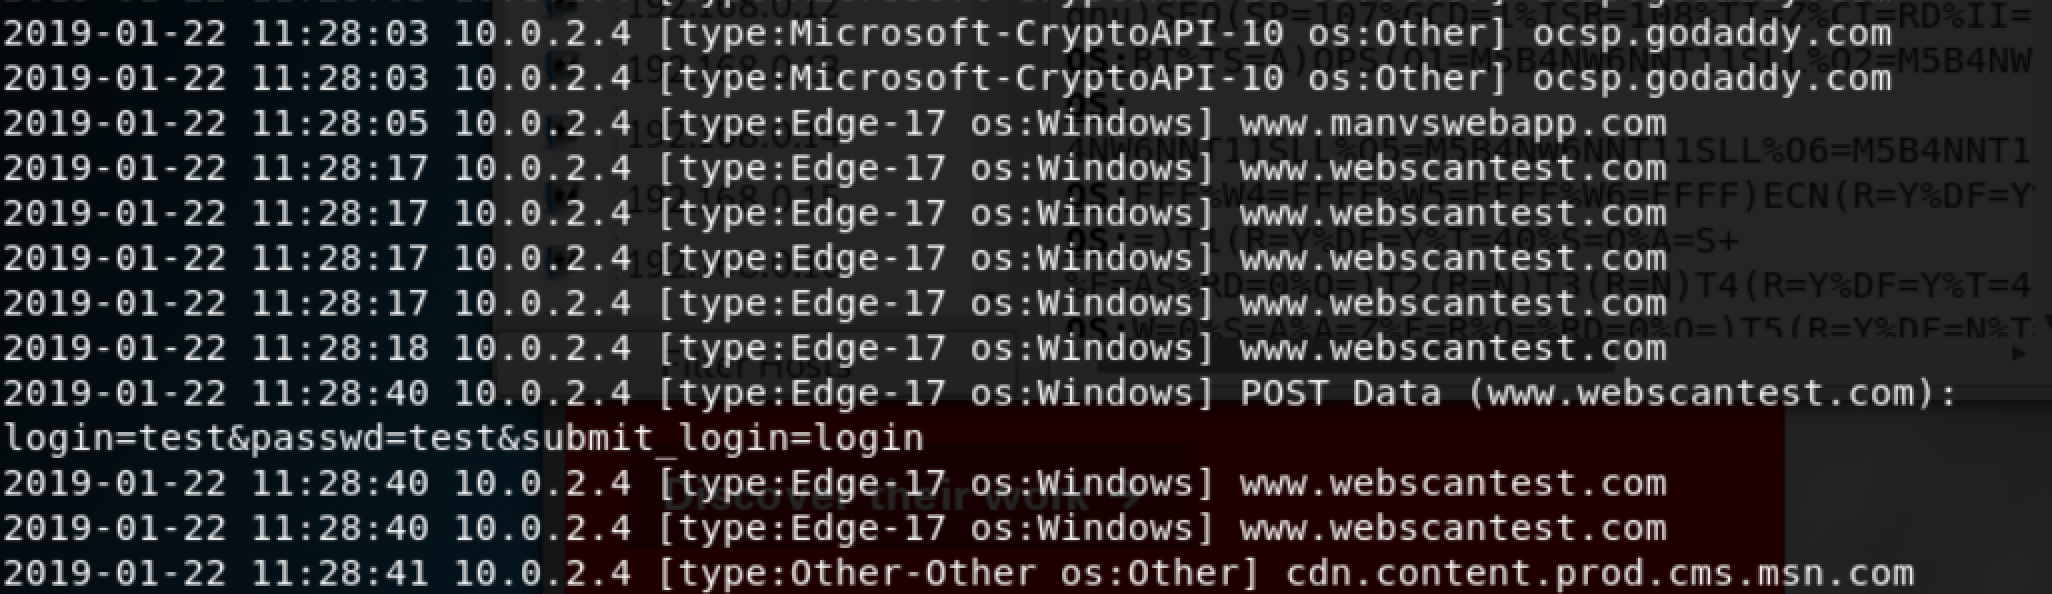 2019-01-22 11:28:03 10.0.2.4 [type:Microsoft-CryptoAPI-10 os:Other] ocsp.godaddy.com
2019-01-22 11:28:03 10.0.2.4 [type:Microsoft-CryptoAPI-10 os:Other] ocsp.godaddy.com
2019-01-22 11:28:05 10.0.2.4 [type:Edge-17 os:Windows] www.manvswebapp.com
2019-01-22 11:28:17 10.0.2.4 [type:Edge-17 os:Windows] www.webscantest.com
2019-01-22 11:28:17 10.0.2.4 [type:Edge-17 os:Windows] www.webscantest.com
2019-01-22 11:28:17 10.0.2.4 [type:Edge-17 os:Windows] www.webscantest.com
2019-01-22 11:28:17 10.0.2.4 [type:Edge-17 os:Windows] www.webscantest.com
2019-01-22 11:28:18 10.0.2.4 [type:Edge-17 os:Windows] www.webscantest.com
2019-01-22 11:28:40 10.0.2.4 [type:Edge-17 os:Windows] POST Data (www.webscantest.com):
login=test&passwd=test&submit_login=login
2019-01-22 11:28:40 10.0.2.4 [type:Edge-17 os:Windows] www.webscantest.com
Discover their work
2019-01-22 11:28:40 10.0.2.4 [type:Edge-17 os:Windows] www.webscantest.com
2019-01-22 11:28:41 10.0.2.4 [type:Other-Other os:Other] cdn.content.prod.cms.msn.com